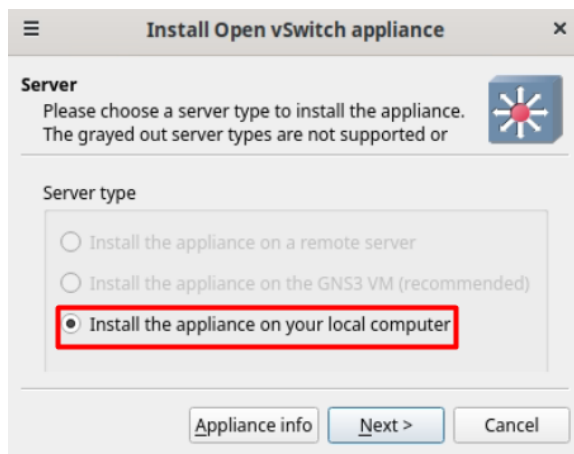 Install Open vSwitch appliance
Server
Please choose a server type to install the appliance.
The grayed out server types are not supported or
Server type
Install the appliance on a remote server
Install the appliance on the GNS3 VM (recommended)
Install the appliance on your local computer
Appliance info
Next >
Cancel